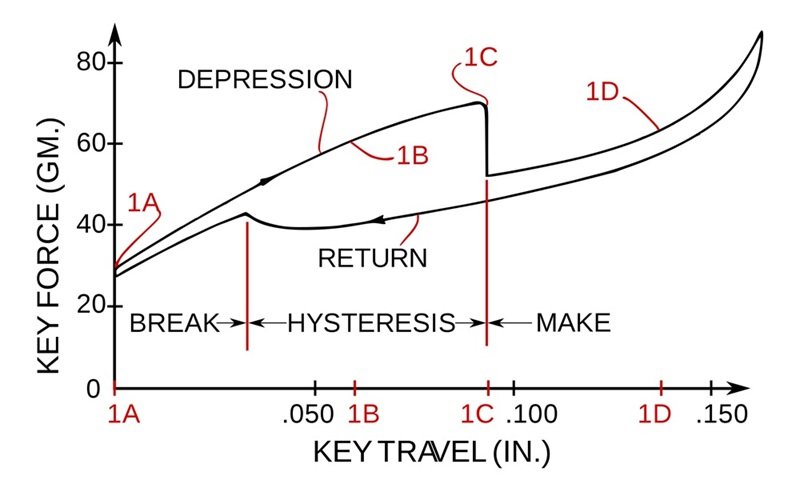 80
1C
DEPRESSION
1D
60
1B
1A
40
RETURN
20
BREAK HYSTERESIS MAKE
0
1A .050 1B 1C .100 1D .150
KEY TRAVEL (IN.)
KEY FORCE (GM.)